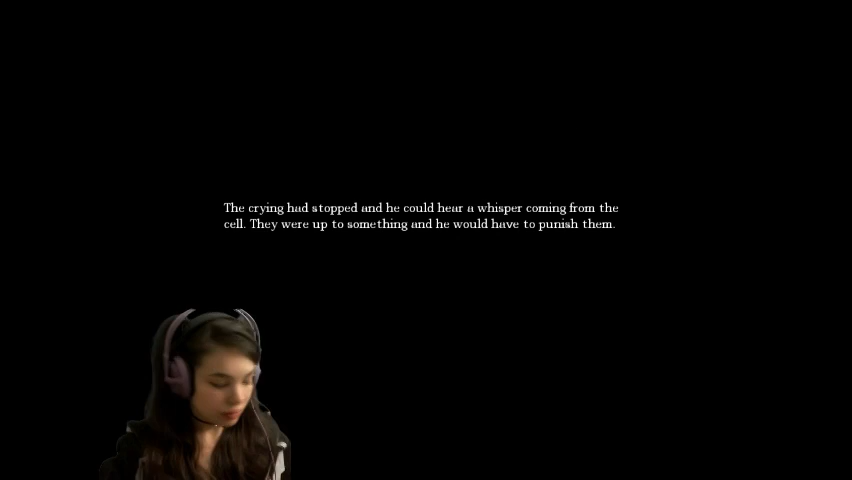 The crying had stopped and he could hear a whisper coming from the
cell. They were up to something and he would have to punish them.